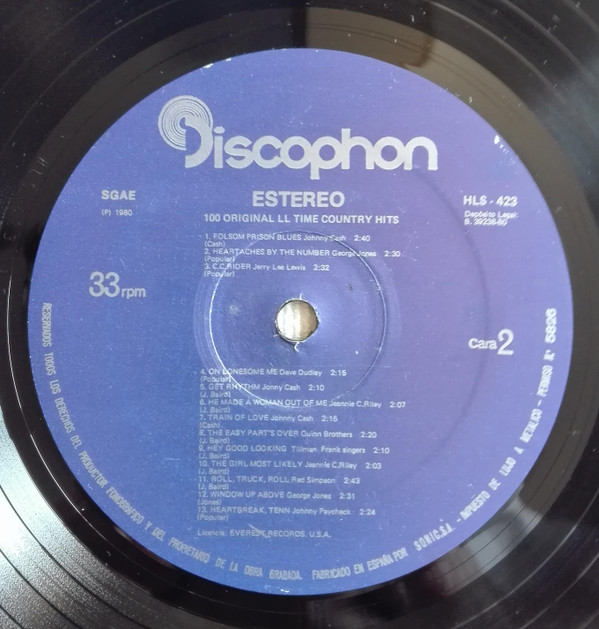 Discophon
SGAE
(P) 1980
ESTEREO
HLS - 423
Depósito Legal:
B. 39238-80
100 ORIGINAL LL TIME COUNTRY HITS
1. FOLSOM PRISON BLUES Johnny Cash 2:40
(Cash)
2. HEARTACHES BY THE NUMBER George Jones 2:30
(Popular)
3. C.C.RIDER Jerry Lee Lewis 2:32
(Popular)
33 rpm
Cara 2
4. ON LONESOME ME Dave Dudley 2:15
(Popular)
5. GET RHYTHM Jonny Cash 2:10
(J. Baird)
6. HE MADE A WOMAN OUT OF ME Jeannie C.Riley 2:07
(J. Baird)
7. TRAIN OF LOVE Johnny Cash 2:15
(Cash)
8. THE EASY PART'S OVER Quinn Brothers 2:20
(J. Baird)
9. HEY GOOD LOOKING Tillman Frank singers 2:10
(J. Baird)
10. THE GIRL MOST LIKELY Jeannie C.Riley 2:03
(J. Baird)
11. ROLL, TRUCK, ROLL Red Simpson 2:43
(J. Baird)
12. WINDOW UP ABOVE George Jones 2:31
(Jones)
13. HEARTBREAK, TENN Johnny Paycheck 2:24
(Popular)
Licencia: EVEREST RECORDS, U.S.A.
RESERVADOS TODOS LOS DERECHOS DEL PRODUCTOR FONOGRAFICO Y DEL PROPIETARIO DE LA OBRA GRABADA. FABRICADO EN ESPAÑA POR SONIC,S.A. - IMPUESTO DE LUJO A METALICO - PERMISO N.° 5826